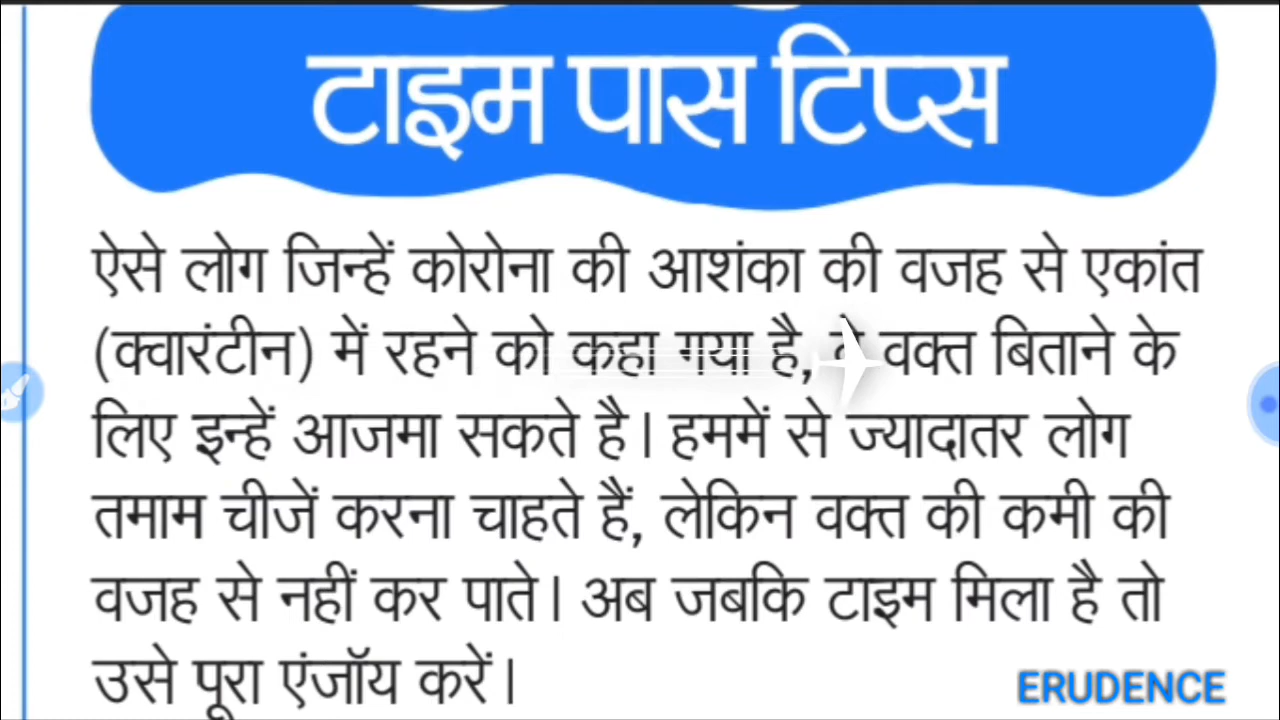 टाइम पास टिप्स
ऐसे लोग जिन्हें कोरोना की आशंका की वजह से एकांत
(क्वारंटीन) में रहने को कहा गया है, वक्त बिताने के
लिए इन्हें आजमा सकते है। हममें से ज्यादातर लोग
तमाम चीजें करना चाहते हैं, लेकिन वक्त की कमी की
वजह से नहीं कर पाते। अब जबकि टाइम मिला है तो
उसे पूरा एंजॉय करें।
ERUDENCE